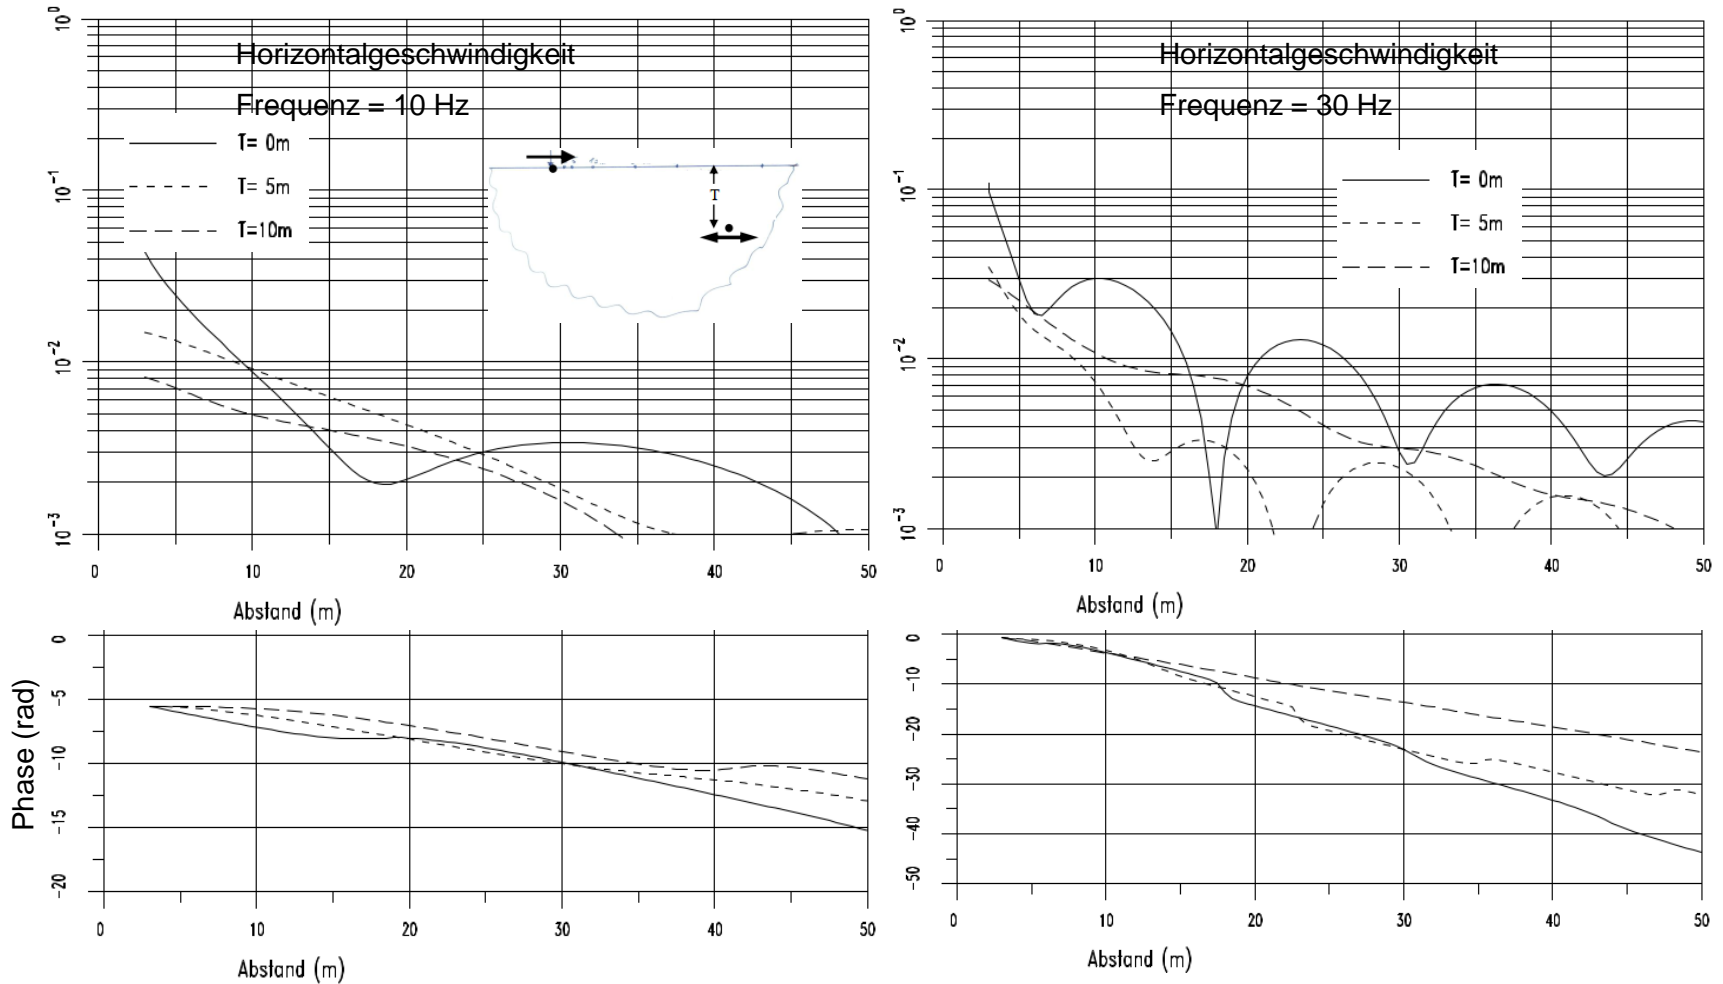 Horizontalgeschwindigkeit
Frequenz = 10 Hz
T= 0m
T= 5m
T=10m
T
10⁰
10⁻¹
10⁻²
10⁻³
0 10 20 30 40 50
Abstand (m)
Horizontalgeschwindigkeit
Frequenz = 30 Hz
T= 0m
T= 5m
T=10m
10⁰
10⁻¹
10⁻²
10⁻³
0 10 20 30 40 50
Abstand (m)
Phase (rad)
0
-5
-10
-15
-20
0 10 20 30 40 50
Abstand (m)
0
-10
-20
-30
-40
-50
0 10 20 30 40 50
Abstand (m)